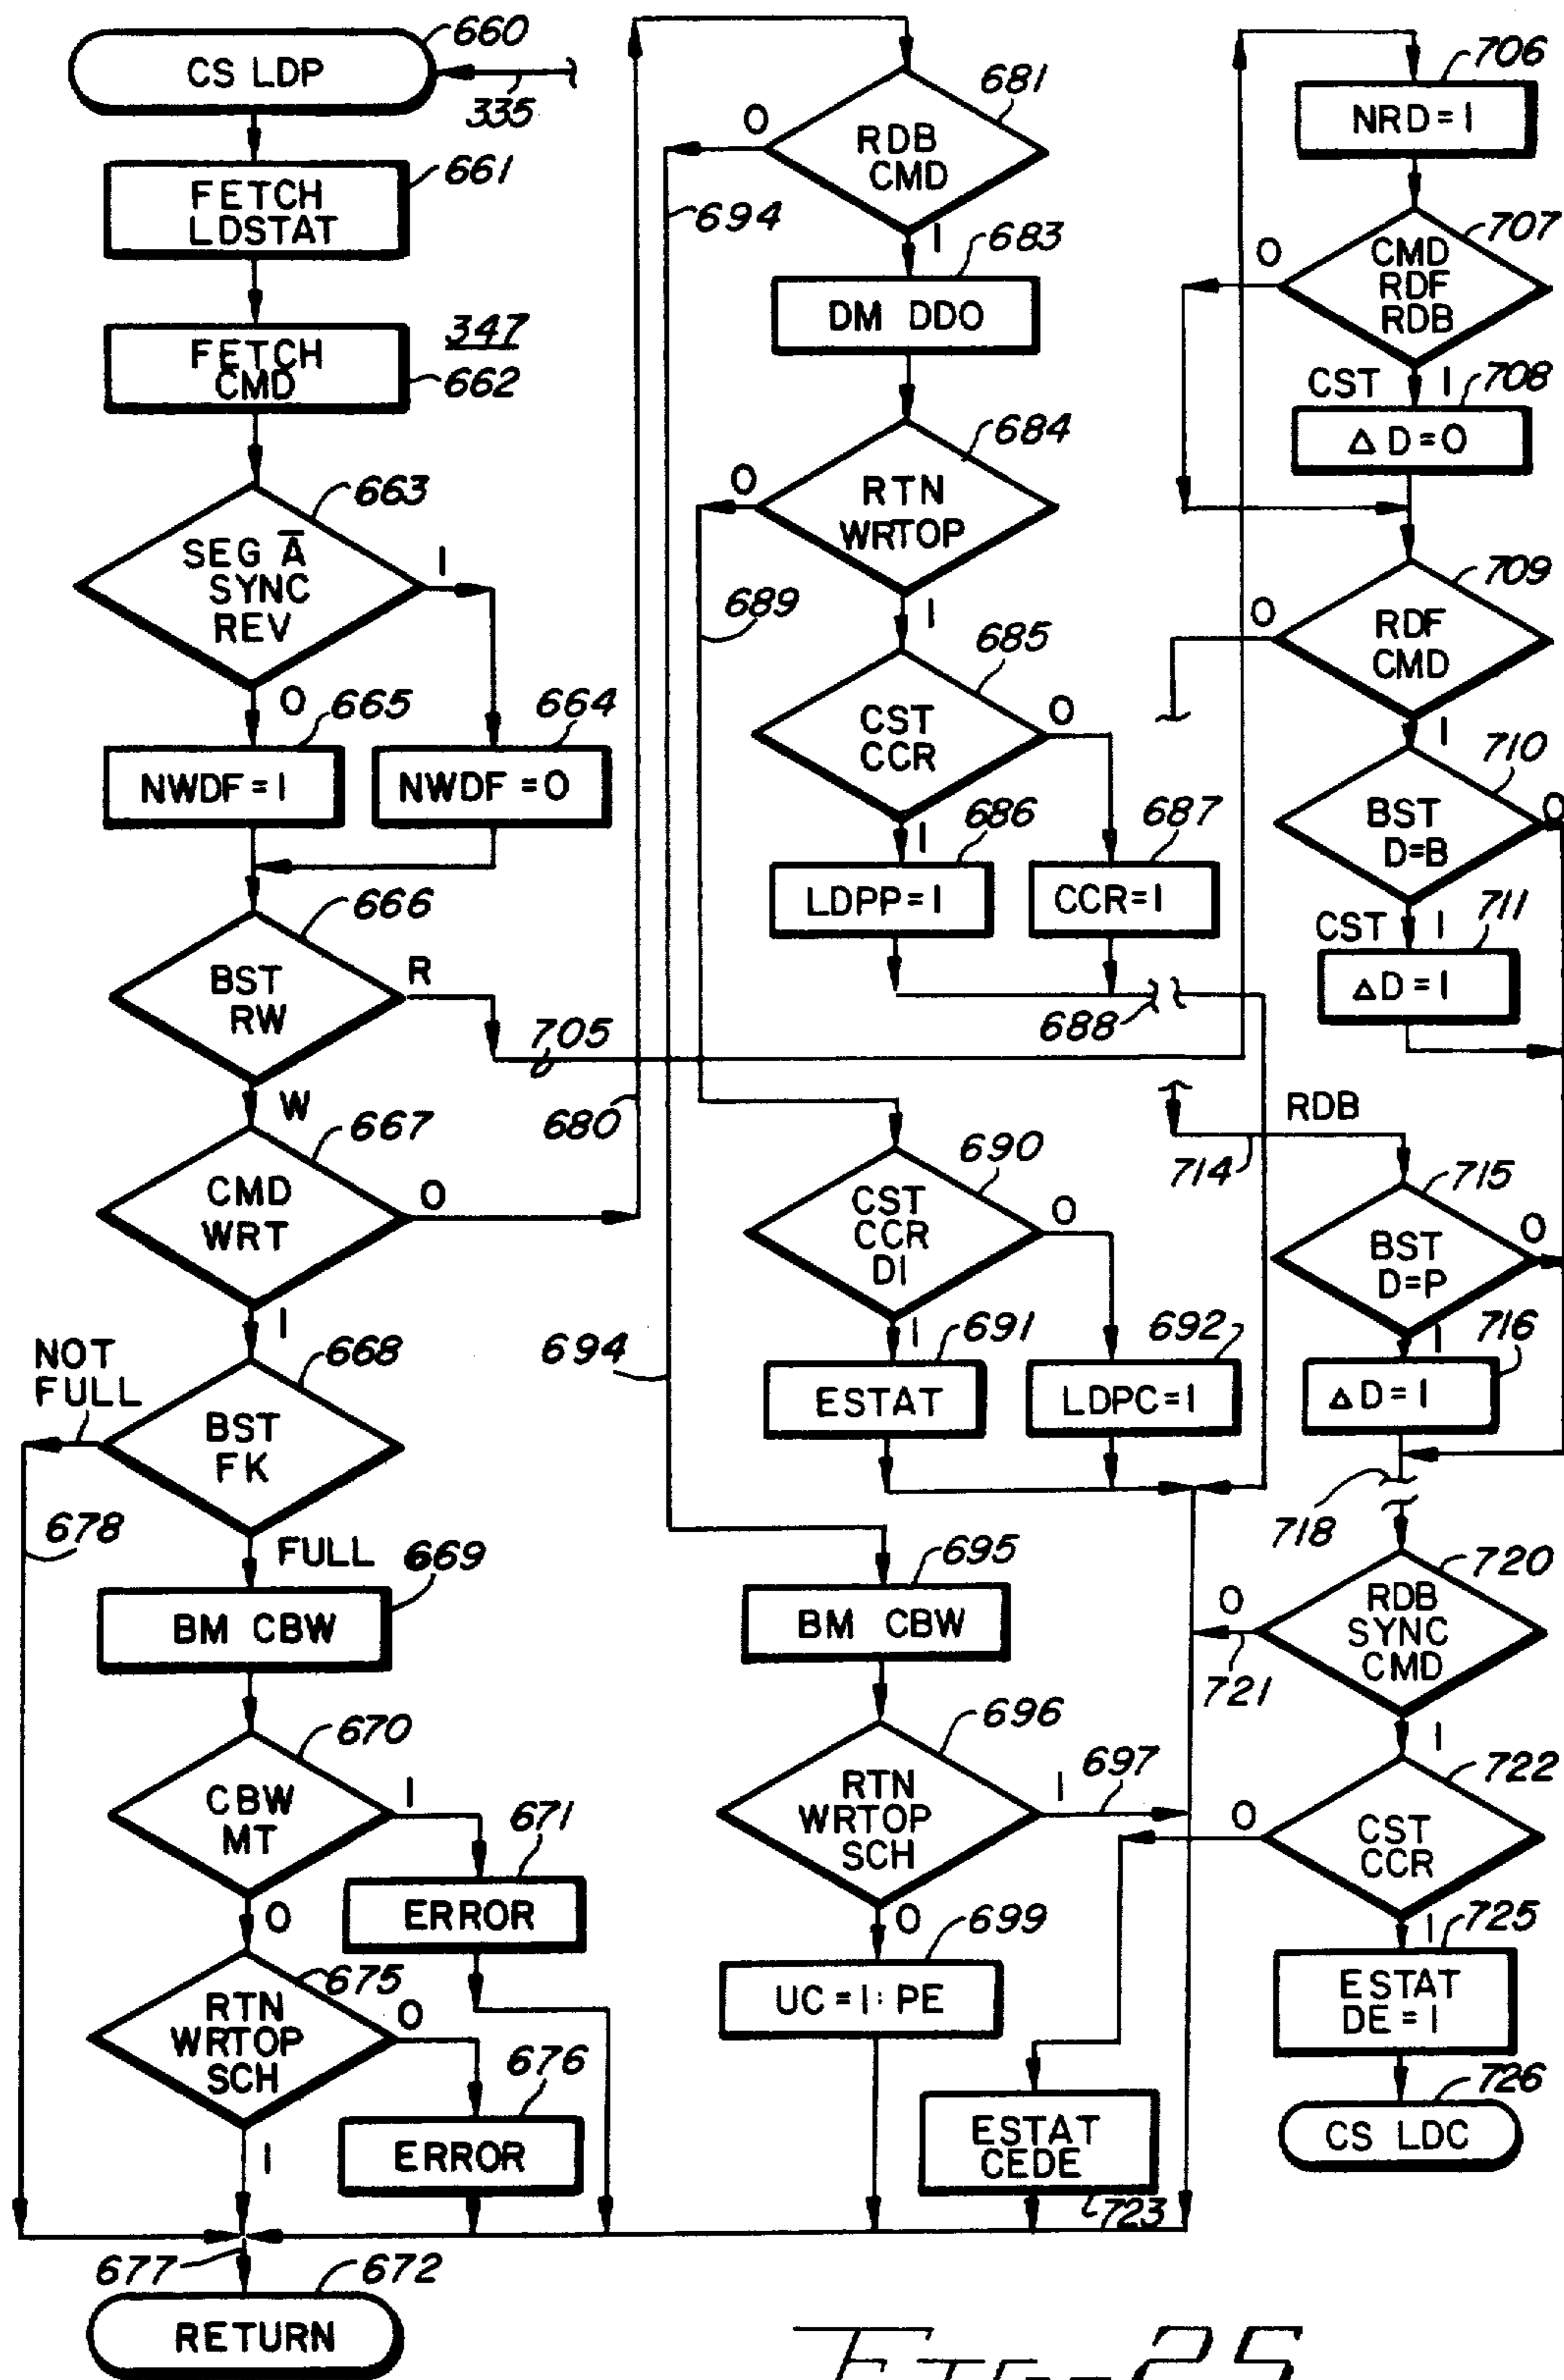 CS LDP
660
335
FETCH
LDSTAT
661
FETCH
CMD
347
662
SEG A̅
SYNC
REV
663
1
0
665
664
NWDF = 1
NWDF = 0
BST
RW
666
R
705
W
CMD
WRT
667
0
680
1
NOT
FULL
BST
FK
668
678
FULL
669
BM CBW
CBW
MT
670
1
671
ERROR
0
RTN
WRTOP
SCH
675
0
676
ERROR
1
677
672
RETURN
681
0
RDB
CMD
694
1
683
DM DDO
684
0
RTN
WRTOP
689
1
685
CST
CCR
0
1
686
687
LDPP = 1
CCR = 1
688
690
CST
CCR
DI
0
694
1
691
692
ESTAT
LDPC = 1
695
BM CBW
696
RTN
WRTOP
SCH
1
697
0
699
UC = 1 : PE
ESTAT
CEDE
723
706
NRD = 1
707
0
CMD
RDF
RDB
CST
1
708
Δ D = 0
709
0
RDF
CMD
1
710
BST
D=B
0
CST
1
711
Δ D = 1
RDB
714
715
BST
D=P
0
1
716
Δ D = 1
718
720
0
RDB
SYNC
CMD
721
1
722
0
CST
CCR
1
725
ESTAT
DE = 1
726
CS LDC
FIG-25